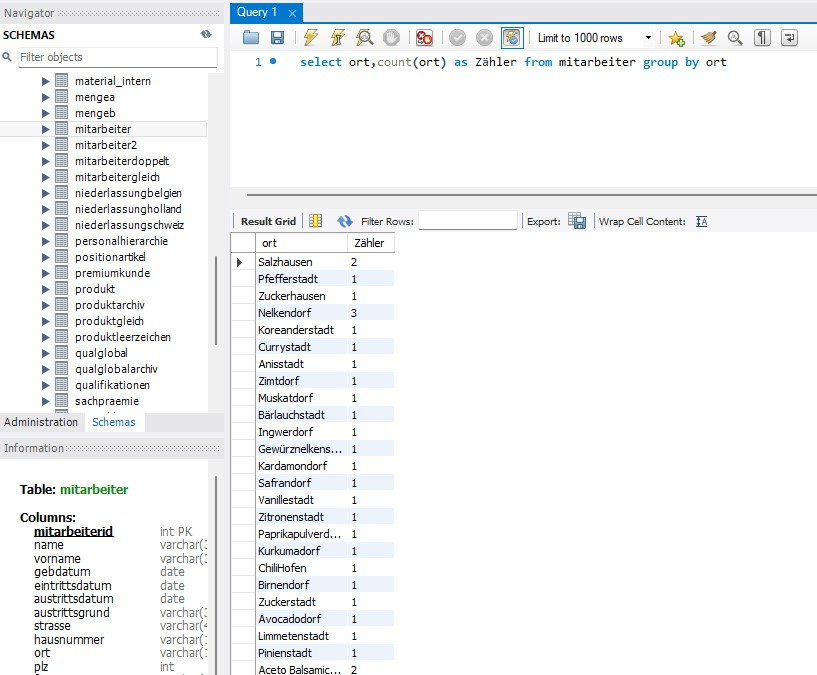 Navigator
SCHEMAS
Filter objects
material_intern
mengea
mengeb
mitarbeiter
mitarbeiter2
mitarbeiterdoppelt
mitarbeitergleich
niederlassungbelgien
niederlassungholland
niederlassungschweiz
personalhierarchie
positionartikel
premiumkunde
produkt
produktarchiv
produktgleich
produktleerzeichen
qualglobal
qualglobalarchiv
qualifikationen
sachpraemie
Administration Schemas
Information
Table: mitarbeiter
Columns:
mitarbeiterid int PK
name varchar(3
vorname varchar(3
gebdatum date
eintrittsdatum date
austrittsdatum date
austrittsgrund varchar(3
strasse varchar(4
hausnummer varchar(1
ort varchar(1
plz int
Query 1
Limit to 1000 rows
1 select ort,count(ort) as Zähler from mitarbeiter group by ort
Result Grid Filter Rows: Export: Wrap Cell Content:
ort Zähler
Salzhausen 2
Pfefferstadt 1
Zuckerhausen 1
Nelkendorf 3
Koreanderstadt 1
Currystadt 1
Anisstadt 1
Zimtdorf 1
Muskatdorf 1
Bärlauchstadt 1
Ingwerdorf 1
Gewürznelkens... 1
Kardamondorf 1
Safrandorf 1
Vanillestadt 1
Zitronenstadt 1
Paprikapulverd... 1
Kurkumadorf 1
ChiliHofen 1
Birnendorf 1
Zuckerstadt 1
Avocadodorf 1
Limmetenstadt 1
Pinienstadt 1
Aceto Balsamic... 2